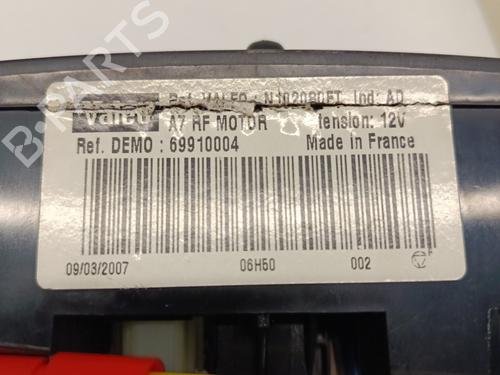 Ref. VALEO : N102080ET Ind: AD
Valeo A7 RF MOTOR Tension: 12V
Ref. DEMO : 69910004 Made in France
09/03/2007 06H50 002
B-PARTS